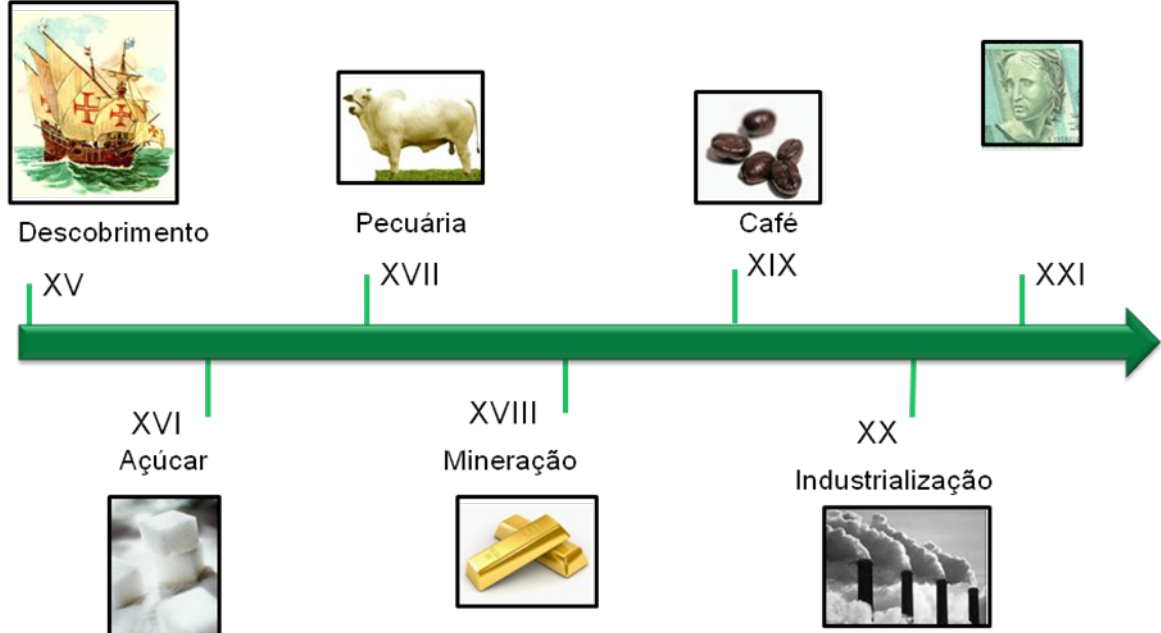 Descobrimento
Pecuária
Café
XV
XVII
XIX
XXI
XVI
Açúcar
XVIII
Mineração
XX
Industrialização